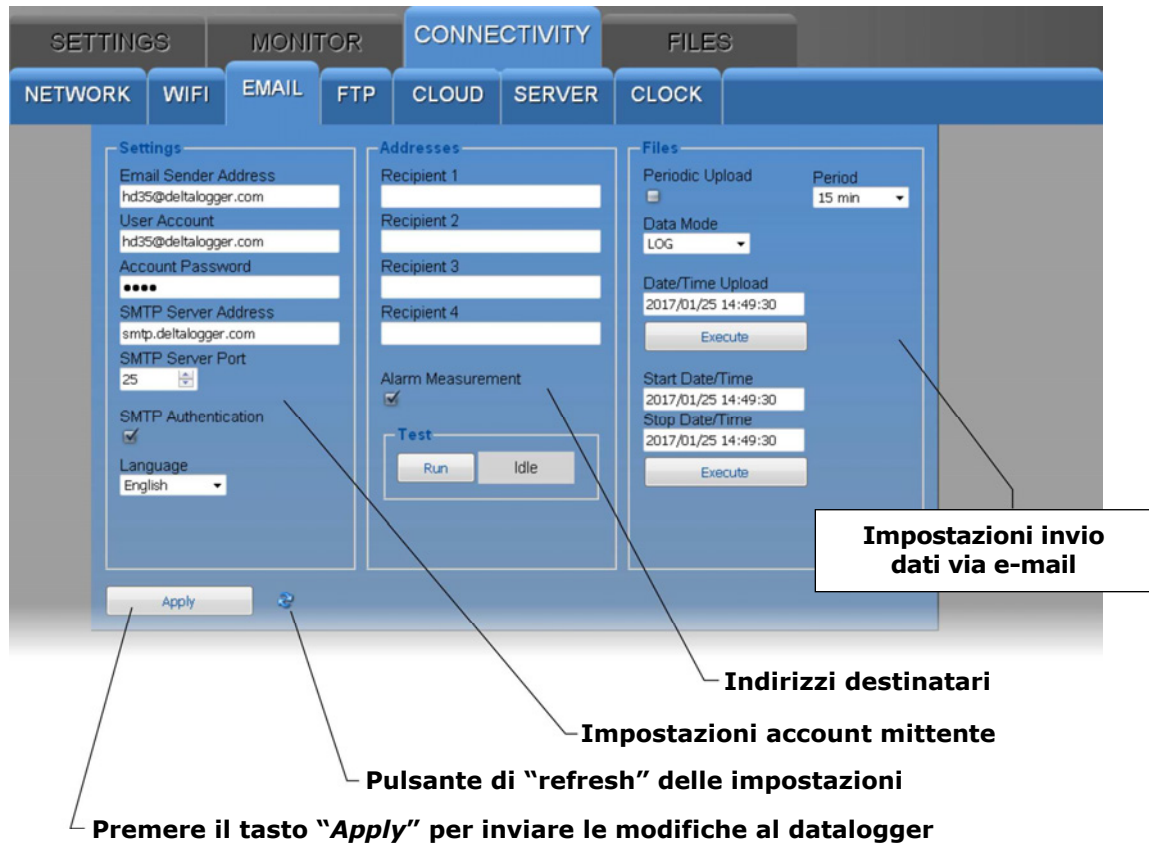 SETTINGS MONITOR CONNECTIVITY FILES
NETWORK WIFI EMAIL FTP CLOUD SERVER CLOCK
Settings
Email Sender Address
hd35@deltalogger.com
User Account
hd35@deltalogger.com
Account Password
••••
SMTP Server Address
smtp.deltalogger.com
SMTP Server Port
25
SMTP Authentication
Language
English
Addresses
Recipient 1
Recipient 2
Recipient 3
Recipient 4
Alarm Measurement
Test
Run Idle
Files
Periodic Upload
Period
15 min
Data Mode
LOG
Date/Time Upload
2017/01/25 14:49:30
Execute
Start Date/Time
2017/01/25 14:49:30
Stop Date/Time
2017/01/25 14:49:30
Execute
Apply
Impostazioni invio
dati via e-mail
Indirizzi destinatari
Impostazioni account mittente
Pulsante di “refresh” delle impostazioni
Premere il tasto “Apply” per inviare le modifiche al datalogger